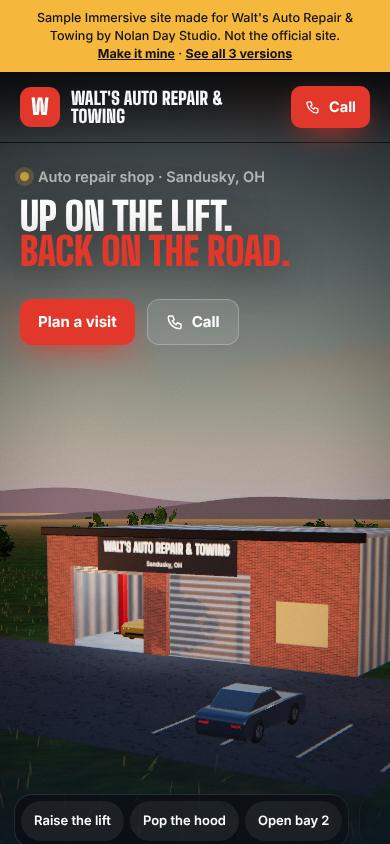 Sample Immersive site made for Walt's Auto Repair &
Towing by Nolan Day Studio. Not the official site.
Make it mine · See all 3 versions
W
WALT'S AUTO REPAIR &
TOWING
Call
Auto repair shop · Sandusky, OH
UP ON THE LIFT.
BACK ON THE ROAD.
Plan a visit
Call
WALT'S AUTO REPAIR & TOWING
Sandusky, OH
Raise the lift
Pop the hood
Open bay 2